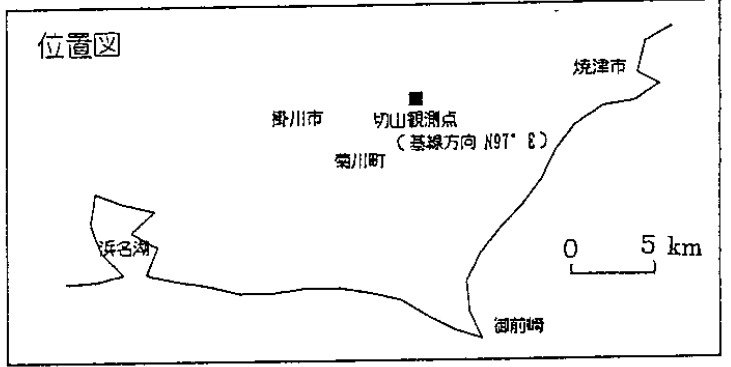 位置図
焼津市
掛川市
切山観測点
(基線方向 N97°E)
菊川町
浜名湖
0 5 km
御前崎